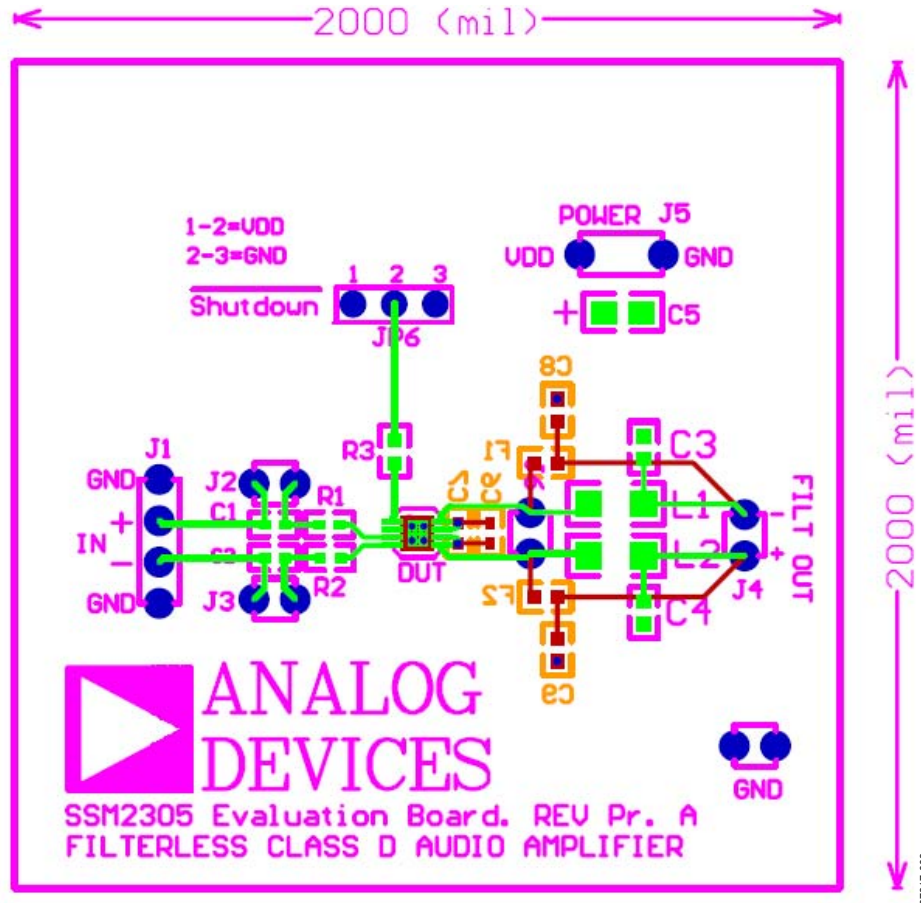 2000 (mil)
2000 (mil)
POWER J5
1-2=VDD
2-3=GND
VDD
GND
1 2 3
Shutdown
JP6
+
C5
C8
J1
R3
F1
C3
GND
J2
C7
C6
L1
-
FILT OUT
+
C1
R1
IN
-
R2
DUT
L2
+
GND
J3
F2
J4
C4
C9
ANALOG
DEVICES
GND
SSM2305 Evaluation Board. REV Pr. A
FILTERLESS CLASS D AUDIO AMPLIFIER